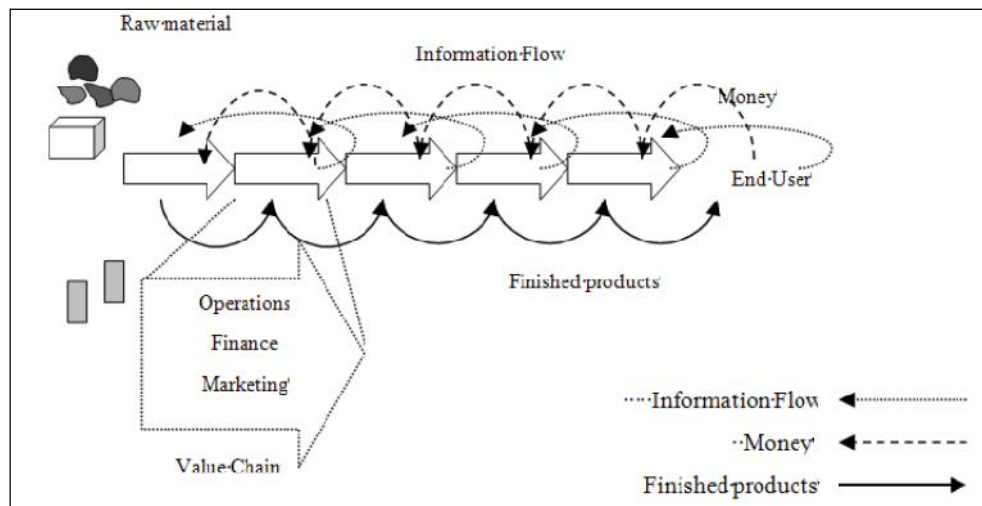 Raw material
Information Flow
Money
End User
Finished products
Operations
Finance
Marketing
Value Chain
Information Flow
Money
Finished products